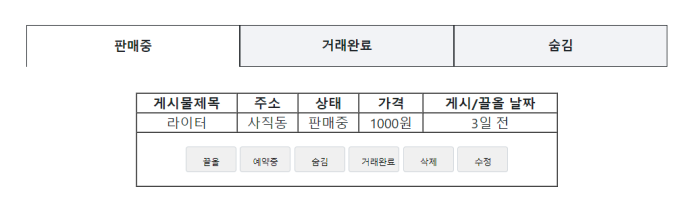 판매중 거래완료 숨김
게시물제목 주소 상태 가격 게시/끌올 날짜
라이터 사직동 판매중 1000원 3일 전
끌올 예약중 숨김 거래완료 삭제 수정